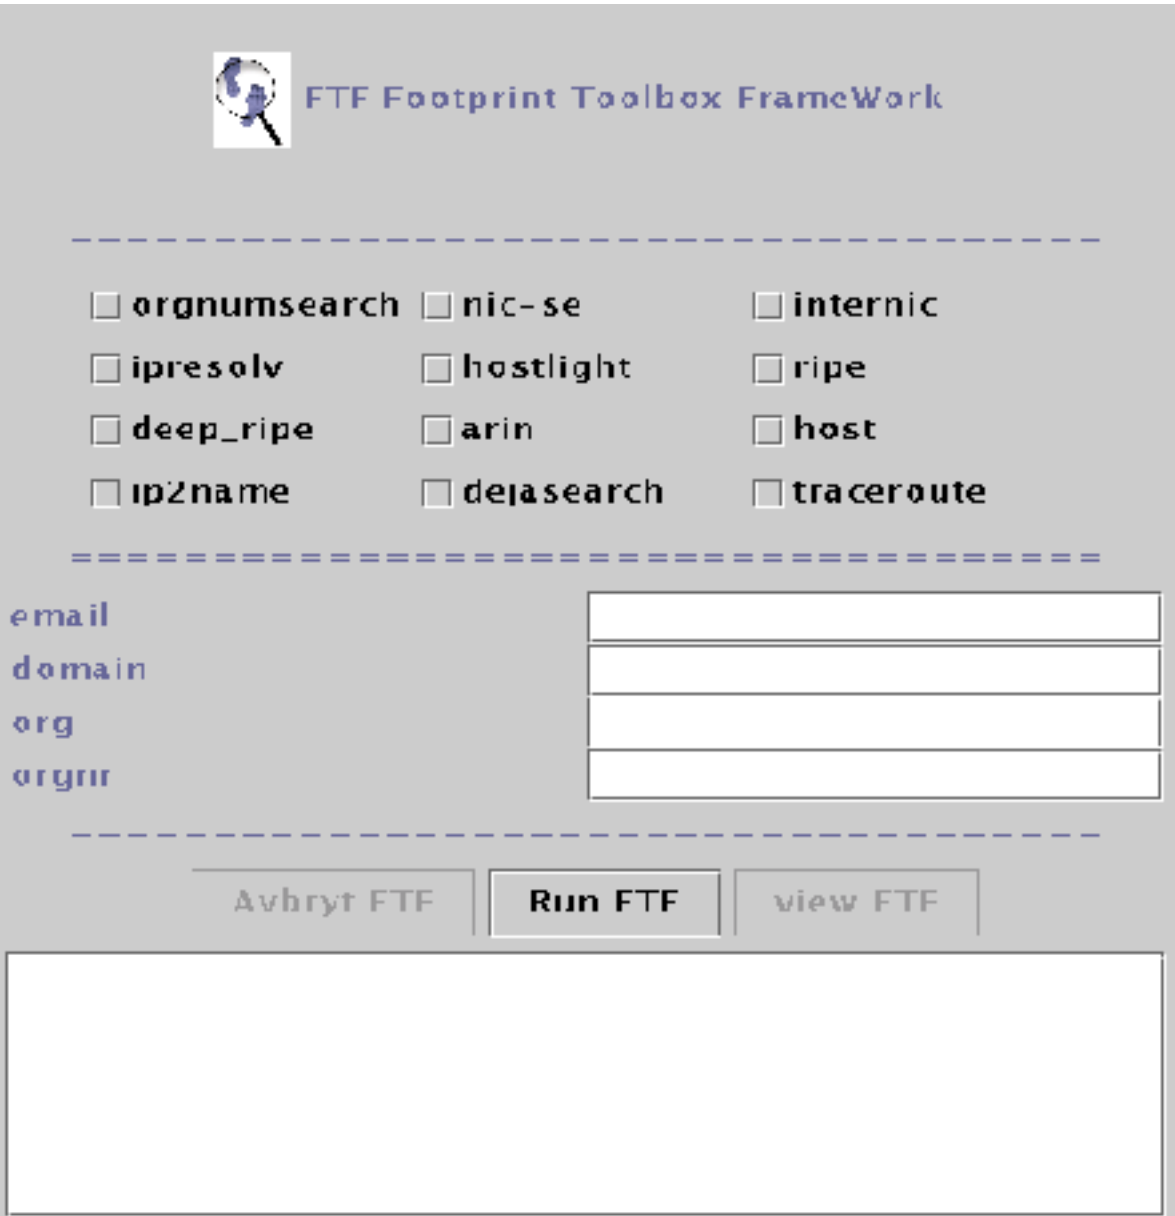 FTF Footprint Toolbox FrameWork
------------------------------------
orgnumsearch nic-se internic
ipresolv hostlight ripe
deep_ripe arin host
ip2name dejasearch traceroute
====================================
email
domain
org
orgnr
------------------------------------
Avbryt FTF Run FTF view FTF